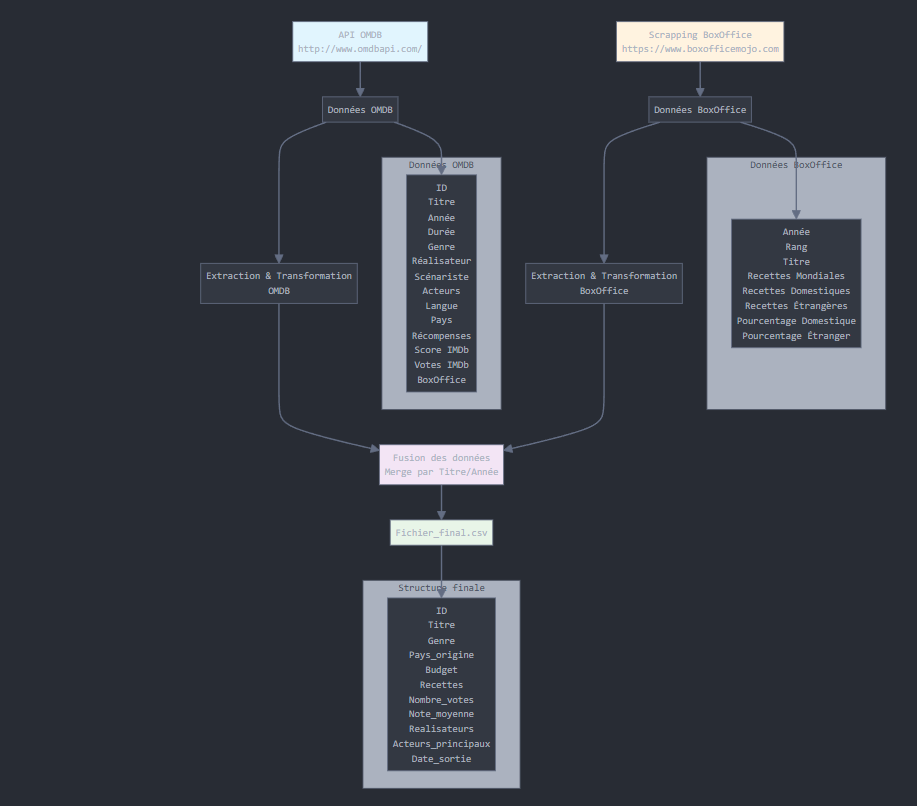 API OMDB
http://www.omdbapi.com/
Scrapping BoxOffice
https://www.boxofficemojo.com
Données OMDB
Données BoxOffice
Données OMDB
ID
Titre
Année
Durée
Genre
Réalisateur
Scénariste
Acteurs
Langue
Pays
Récompenses
Score IMDb
Votes IMDb
BoxOffice
Données BoxOffice
Année
Rang
Titre
Recettes Mondiales
Recettes Domestiques
Recettes Étrangères
Pourcentage Domestique
Pourcentage Étranger
Extraction & Transformation
OMDB
Extraction & Transformation
BoxOffice
Fusion des données
Merge par Titre/Année
Fichier_final.csv
Structure finale
ID
Titre
Genre
Pays_origine
Budget
Recettes
Nombre_votes
Note_moyenne
Realisateurs
Acteurs_principaux
Date_sortie